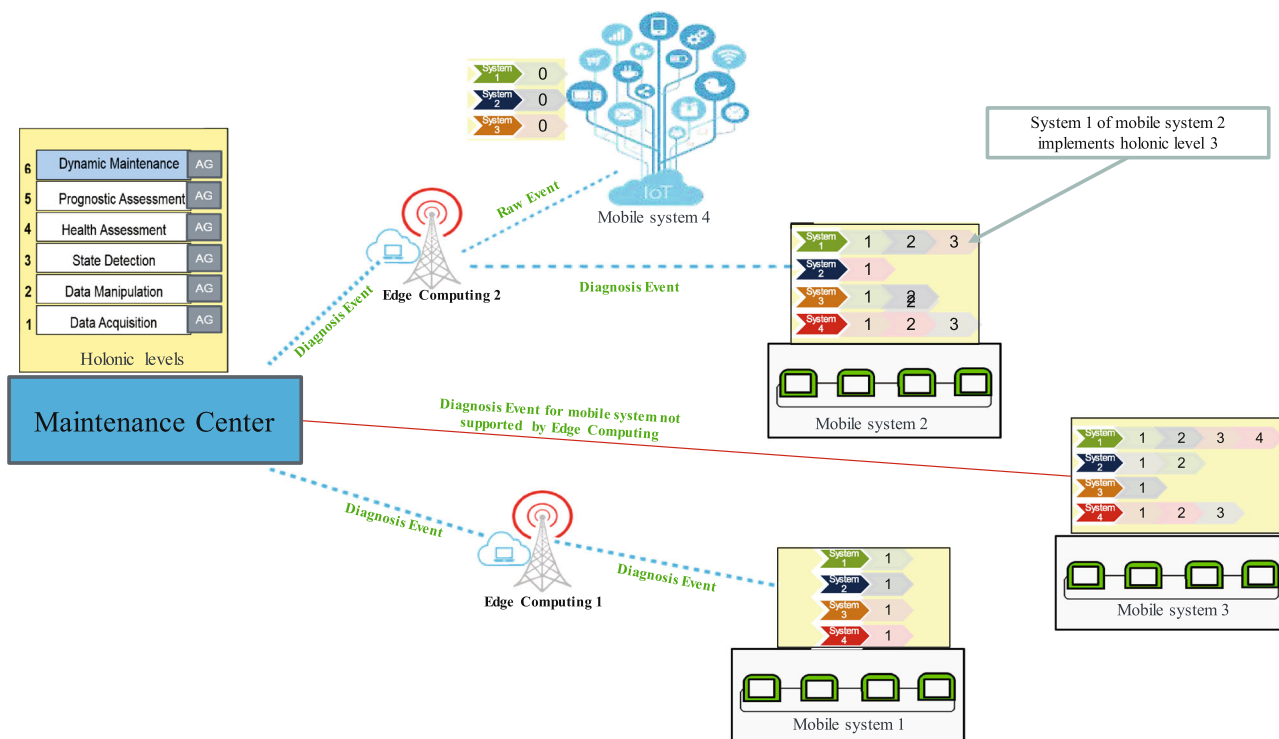 System 1 0
System 2 0
System 3 0
IoT
Mobile system 4
System 1 of mobile system 2
implements holonic level 3
6 Dynamic Maintenance AG
5 Prognostic Assessment AG
4 Health Assessment AG
3 State Detection AG
2 Data Manipulation AG
1 Data Acquisition AG
Holonic levels
Maintenance Center
Raw Event
Edge Computing 2
Diagnosis Event
Diagnosis Event
System 1 1 2 3
System 2 1
System 3 1 2 2
System 4 1 2 3
Mobile system 2
Diagnosis Event for mobile system not
supported by Edge Computing
System 1 1 2 3 4
System 2 1 2
System 3 1
System 4 1 2 3
Mobile system 3
Diagnosis Event
Edge Computing 1
Diagnosis Event
System 1 1
System 2 1
System 3 1
System 4 1
Mobile system 1